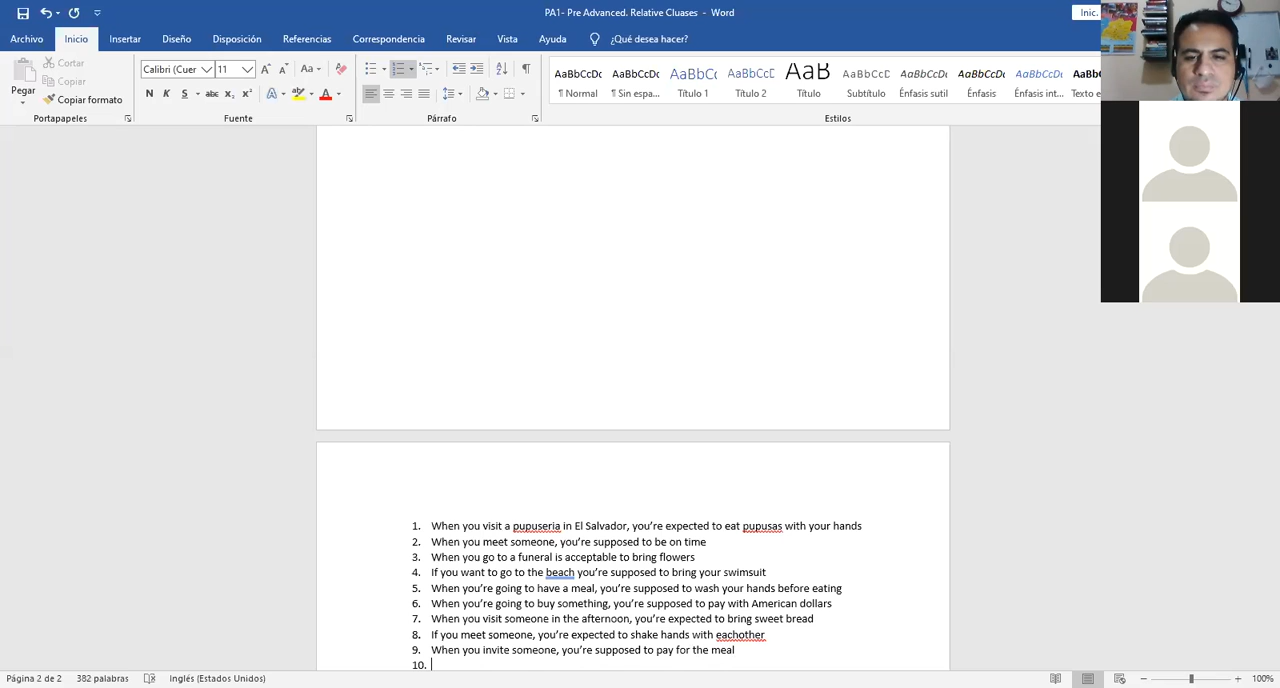 PA1- Pre Advanced. Relative Cluases - Word
Inic.
Archivo Inicio Insertar Diseño Disposición Referencias Correspondencia Revisar Vista Ayuda ¿Qué desea hacer?
Pegar
Cortar
Copiar
Copiar formato
Portapapeles
Calibri (Cuer 11
Aa
N K S abc x₂ x²
Fuente
Párrafo
AaBbCcDc AaBbCcDc AaBbCc AaBbCcD AaB AaBbCcD AaBbCcDc AaBbCcDc AaBbCcDc AaBb
¶ Normal ¶ Sin espa... Título 1 Título 2 Título Subtítulo Énfasis sutil Énfasis Énfasis int... Texto e
Estilos
1. When you visit a pupuseria in El Salvador, you're expected to eat pupusas with your hands
2. When you meet someone, you're supposed to be on time
3. When you go to a funeral is acceptable to bring flowers
4. If you want to go to the beach you're supposed to bring your swimsuit
5. When you're going to have a meal, you're supposed to wash your hands before eating
6. When you're going to buy something, you're supposed to pay with American dollars
7. When you visit someone in the afternoon, you're expected to bring sweet bread
8. If you meet someone, you're expected to shake hands with eachother
9. When you invite someone, you're supposed to pay for the meal
10.
Página 2 de 2 382 palabras Inglés (Estados Unidos) 100%